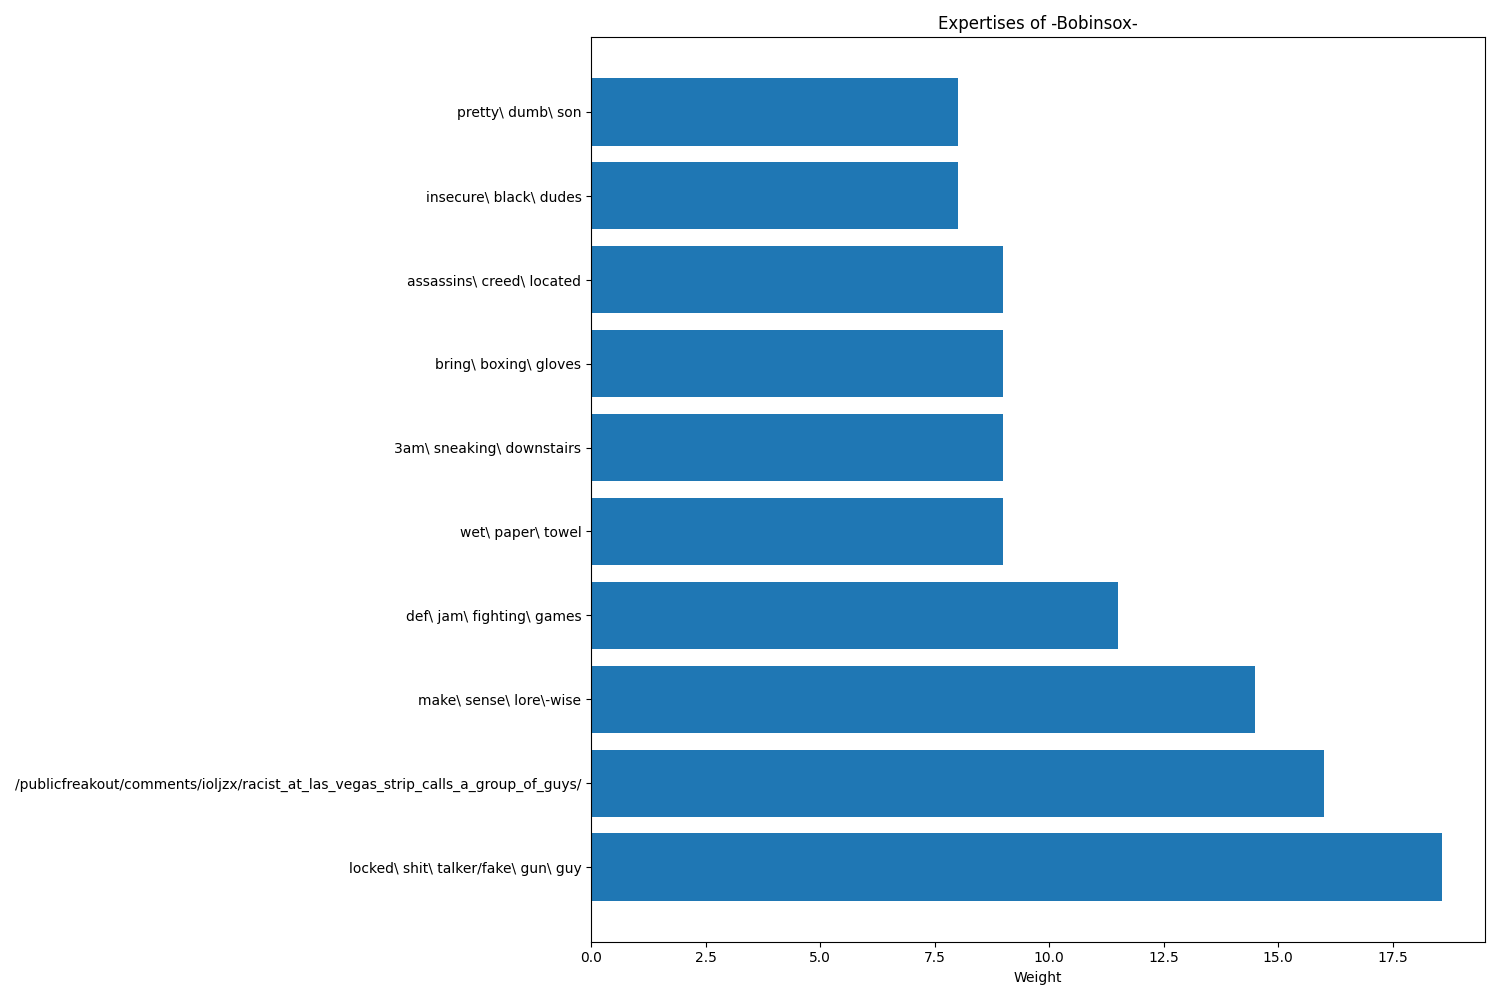 Expertises of -Bobinsox-
pretty\ dumb\ son
insecure\ black\ dudes
assassins\ creed\ located
bring\ boxing\ gloves
3am\ sneaking\ downstairs
wet\ paper\ towel
def\ jam\ fighting\ games
make\ sense\ lore\-wise
/publicfreakout/comments/ioljzx/racist_at_las_vegas_strip_calls_a_group_of_guys/
locked\ shit\ talker/fake\ gun\ guy
0.0 2.5 5.0 7.5 10.0 12.5 15.0 17.5
Weight